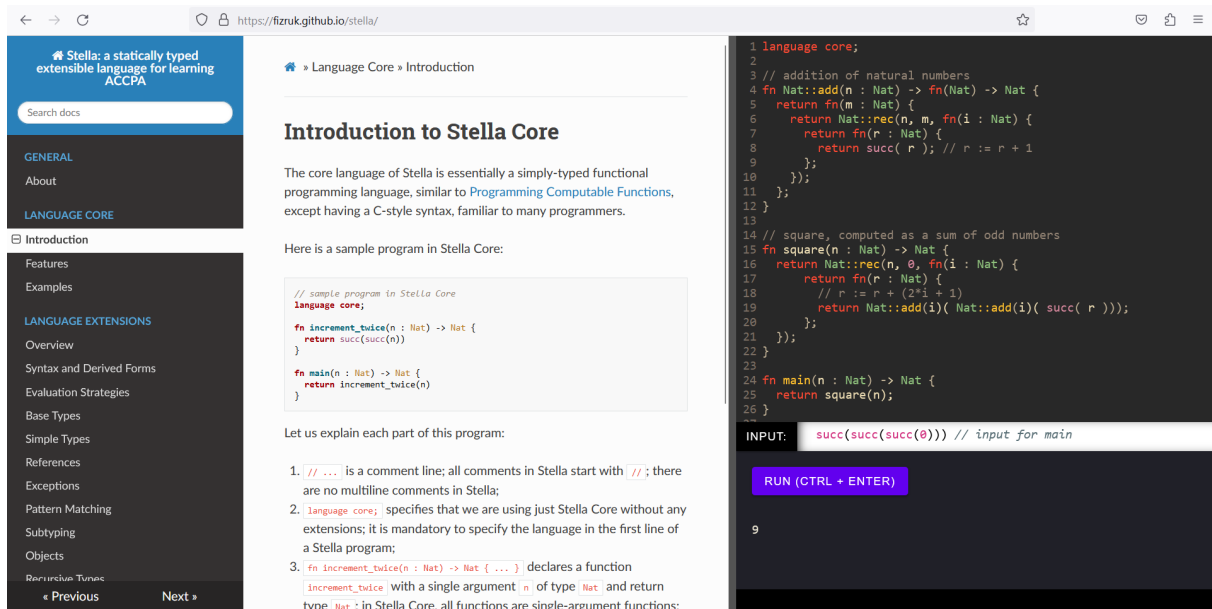 https://fizruk.github.io/stella/
Stella: a statically typed
extensible language for learning
ACCPA
Search docs
GENERAL
About
LANGUAGE CORE
Introduction
Features
Examples
LANGUAGE EXTENSIONS
Overview
Syntax and Derived Forms
Evaluation Strategies
Base Types
Simple Types
References
Exceptions
Pattern Matching
Subtyping
Objects
Recursive Types
« Previous Next »
» Language Core » Introduction
Introduction to Stella Core
The core language of Stella is essentially a simply-typed functional
programming language, similar to Programming Computable Functions,
except having a C-style syntax, familiar to many programmers.
Here is a sample program in Stella Core:
// sample program in Stella Core
language core;
fn increment_twice(n : Nat) -> Nat {
  return succ(succ(n))
}
fn main(n : Nat) -> Nat {
  return increment_twice(n)
}
Let us explain each part of this program:
1. // ... is a comment line; all comments in Stella start with // ; there
are no multiline comments in Stella;
2. language core; specifies that we are using just Stella Core without any
extensions; it is mandatory to specify the language in the first line of
a Stella program;
3. fn increment_twice(n : Nat) -> Nat { ... } declares a function
increment_twice with a single argument n of type Nat and return
type Nat ; in Stella Core, all functions are single-argument functions;
1 language core;
2
3 // addition of natural numbers
4 fn Nat::add(n : Nat) -> fn(Nat) -> Nat {
5   return fn(m : Nat) {
6     return Nat::rec(n, m, fn(i : Nat) {
7       return fn(r : Nat) {
8         return succ( r ); // r := r + 1
9       };
10     });
11   };
12 }
13
14 // square, computed as a sum of odd numbers
15 fn square(n : Nat) -> Nat {
16   return Nat::rec(n, 0, fn(i : Nat) {
17       return fn(r : Nat) {
18         // r := r + (2*i + 1)
19         return Nat::add(i)( Nat::add(i)( succ( r )));
20       };
21   });
22 }
23
24 fn main(n : Nat) -> Nat {
25   return square(n);
26 }
INPUT: succ(succ(succ(0))) // input for main
RUN (CTRL + ENTER)
9